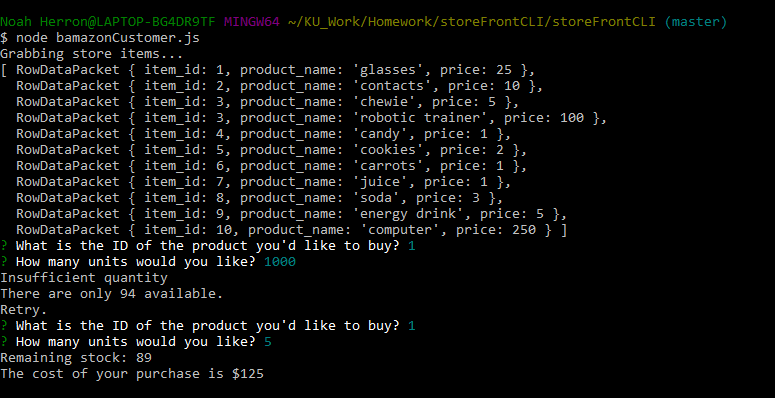 Noah Herron@LAPTOP-BG4DR9TF MINGW64 ~/KU_Work/Homework/storeFrontCLI/storeFrontCLI (master)
$ node bamazonCustomer.js
Grabbing store items...
[ RowDataPacket { item_id: 1, product_name: 'glasses', price: 25 },
  RowDataPacket { item_id: 2, product_name: 'contacts', price: 10 },
  RowDataPacket { item_id: 3, product_name: 'chewie', price: 5 },
  RowDataPacket { item_id: 3, product_name: 'robotic trainer', price: 100 },
  RowDataPacket { item_id: 4, product_name: 'candy', price: 1 },
  RowDataPacket { item_id: 5, product_name: 'cookies', price: 2 },
  RowDataPacket { item_id: 6, product_name: 'carrots', price: 1 },
  RowDataPacket { item_id: 7, product_name: 'juice', price: 1 },
  RowDataPacket { item_id: 8, product_name: 'soda', price: 3 },
  RowDataPacket { item_id: 9, product_name: 'energy drink', price: 5 },
  RowDataPacket { item_id: 10, product_name: 'computer', price: 250 } ]
? What is the ID of the product you'd like to buy? 1
? How many units would you like? 1000
Insufficient quantity
There are only 94 available.
Retry.
? What is the ID of the product you'd like to buy? 1
? How many units would you like? 5
Remaining stock: 89
The cost of your purchase is $125